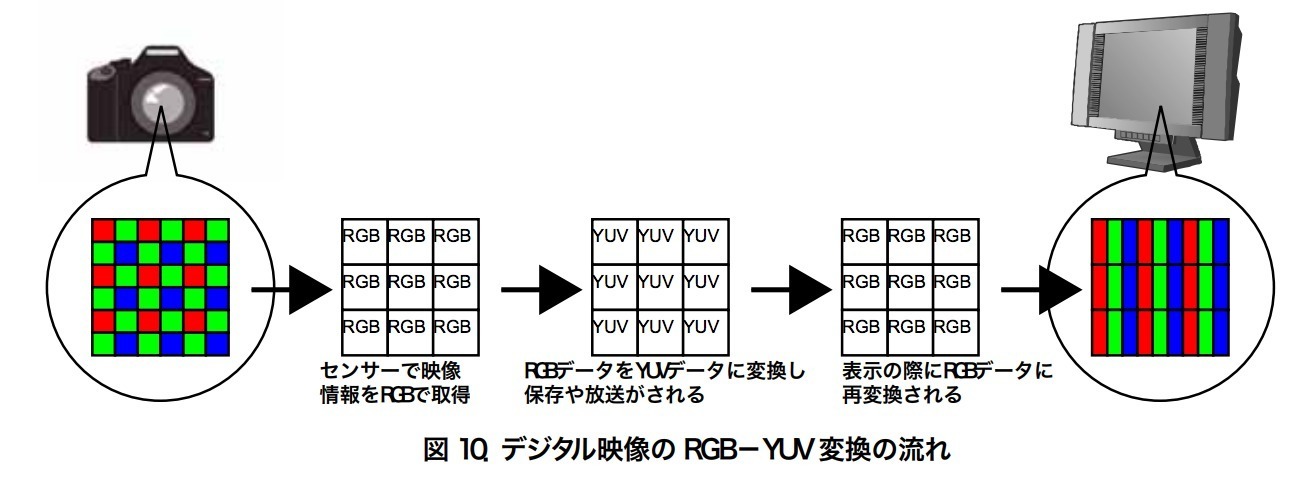 RGB RGB RGB
RGB RGB RGB
RGB RGB RGB
センサーで映像
情報をRGBで取得
YUV YUV YUV
YUV YUV YUV
YUV YUV YUV
RGBデータをYUVデータに変換し
保存や放送がされる
RGB RGB RGB
RGB RGB RGB
RGB RGB RGB
表示の際にRGBデータに
再変換される
図 10. デジタル映像の RGB－YUV 変換の流れ